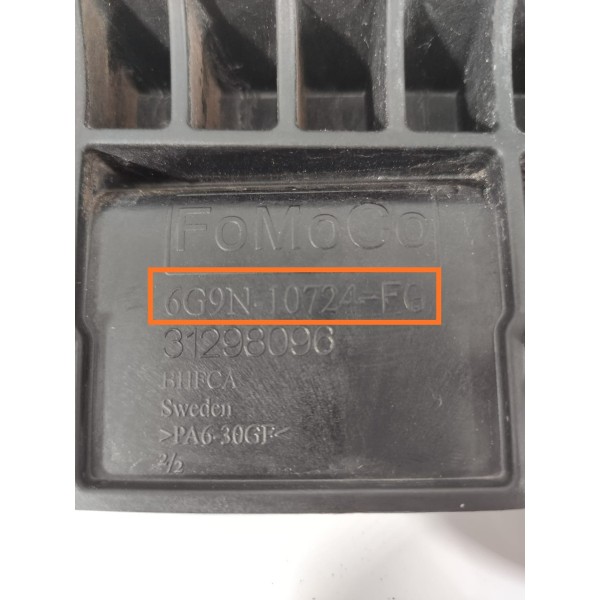 FoMoCo
6G9N-10724-FG
31298096
BHFCA
Sweden
>PA6-30GF<
2/2